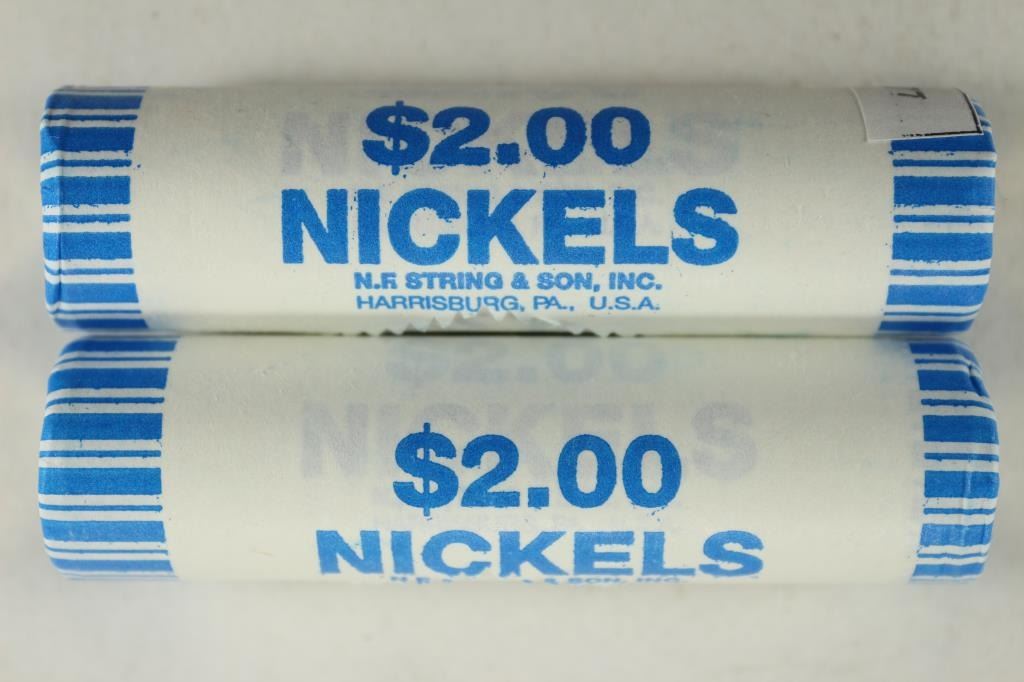 $2.00
NICKELS
N.F. STRING & SON, INC.
HARRISBURG, PA., U.S.A.
$2.00
NICKELS